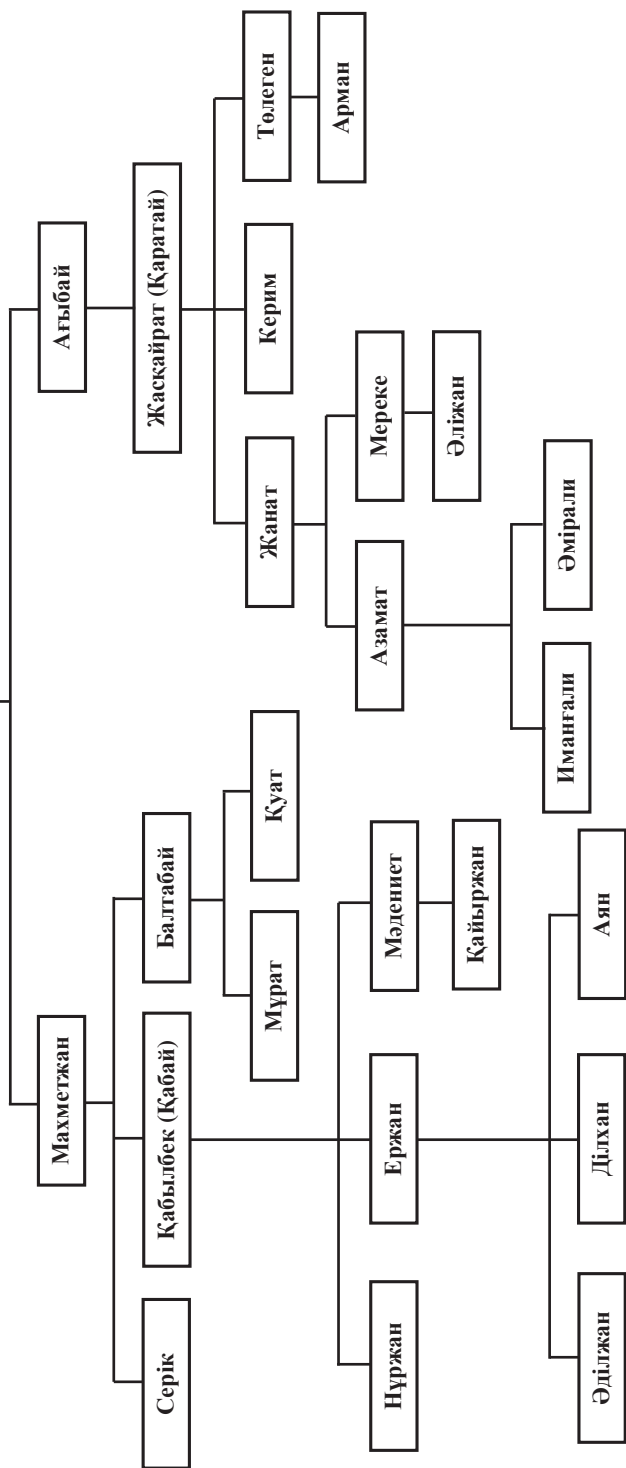 Махметжан
Ағыбай
Серік
Қабылбек (Қабай)
Балтабай
Жасқайрат (Қаратай)
Мұрат
Қуат
Жанат
Керим
Төлеген
Нұржан
Ержан
Мәдениет
Азамат
Мереке
Арман
Қайыржан
Әліжан
Әділжан
Ділхан
Аян
Иманғали
Әмірали